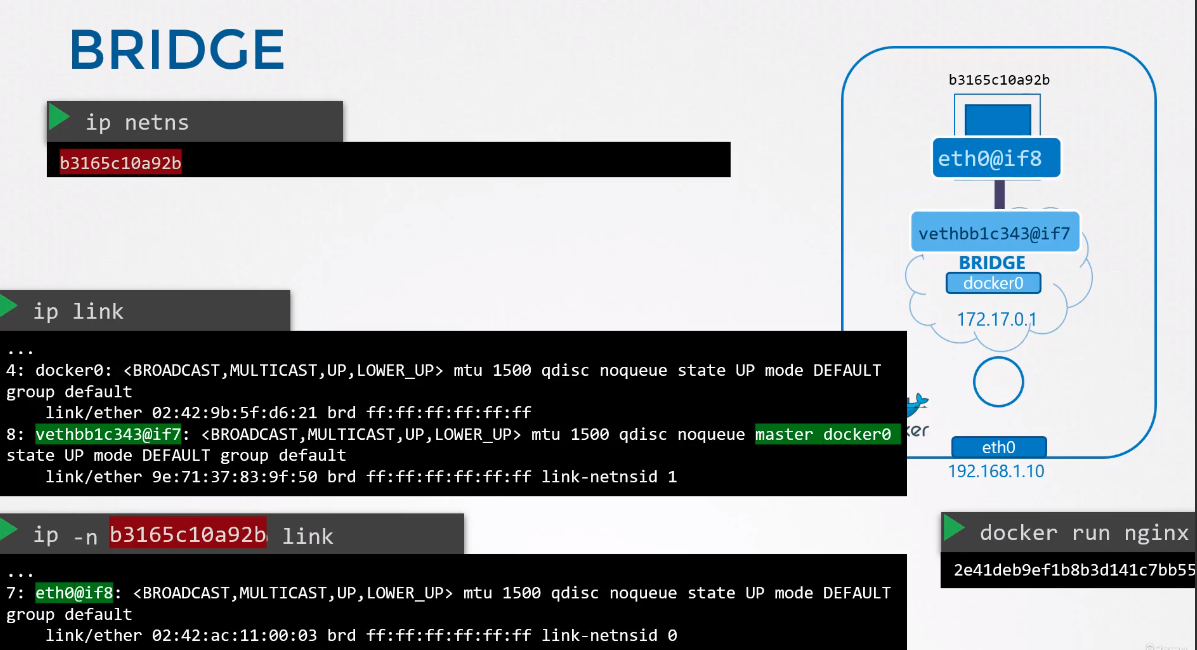 BRIDGE
ip netns
b3165c10a92b
b3165c10a92b
eth0@if8
vethbb1c343@if7
BRIDGE
docker0
172.17.0.1
ip link
...
4: docker0: <BROADCAST,MULTICAST,UP,LOWER_UP> mtu 1500 qdisc noqueue state UP mode DEFAULT
group default
link/ether 02:42:9b:5f:d6:21 brd ff:ff:ff:ff:ff:ff
8: vethbb1c343@if7: <BROADCAST,MULTICAST,UP,LOWER_UP> mtu 1500 qdisc noqueue master docker0
state UP mode DEFAULT group default
link/ether 9e:71:37:83:9f:50 brd ff:ff:ff:ff:ff:ff link-netnsid 1
ker
eth0
192.168.1.10
ip -n b3165c10a92b link
...
7: eth0@if8: <BROADCAST,MULTICAST,UP,LOWER_UP> mtu 1500 qdisc noqueue state UP mode DEFAULT
group default
link/ether 02:42:ac:11:00:03 brd ff:ff:ff:ff:ff:ff link-netnsid 0
docker run nginx
2e41deb9ef1b8b3d141c7bb55